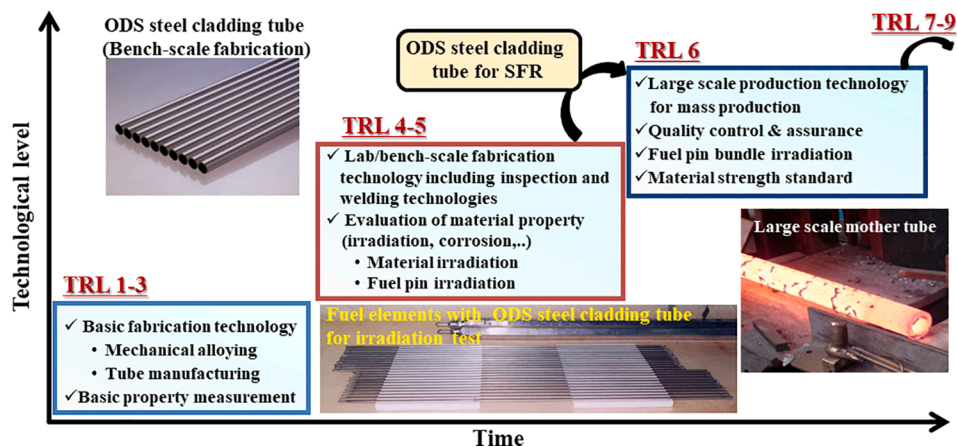 ODS steel cladding tube
(Bench-scale fabrication)
ODS steel cladding
tube for SFR
TRL 7-9
TRL 6
✓Large scale production technology
for mass production
✓Quality control & assurance
✓Fuel pin bundle irradiation
✓Material strength standard
TRL 4-5
✓ Lab/bench-scale fabrication
technology including inspection and
welding technologies
✓ Evaluation of material property
(irradiation, corrosion,..)
• Material irradiation
• Fuel pin irradiation
Large scale mother tube
TRL 1-3
✓ Basic fabrication technology
• Mechanical alloying
• Tube manufacturing
✓Basic property measurement
Fuel elements with ODS steel cladding tube
for irradiation test
Technological level
Time